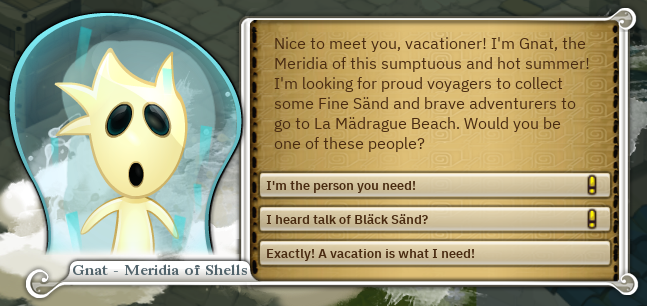 Nice to meet you, vacationer! I'm Gnat, the
Meridia of this sumptuous and hot summer!
I'm looking for proud voyagers to collect
some Fine Sänd and brave adventurers to
go to La Mädrague Beach. Would you be
one of these people?
I'm the person you need!
I heard talk of Bläck Sänd?
Exactly! A vacation is what I need!
Gnat - Meridia of Shells